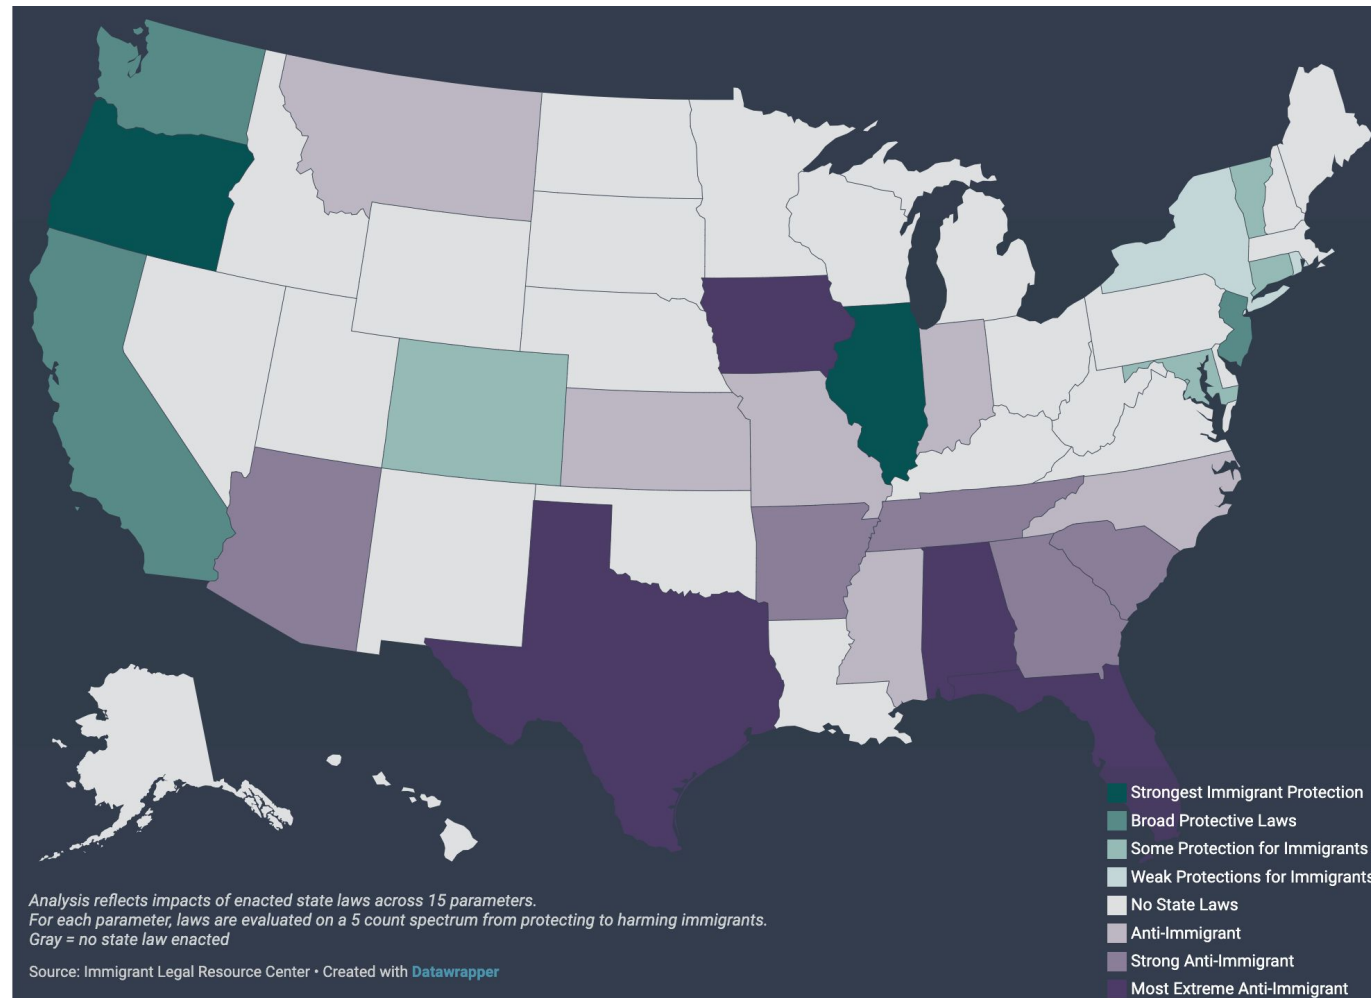 Strongest Immigrant Protection
Broad Protective Laws
Some Protection for Immigrants
Weak Protections for Immigrants
No State Laws
Anti-Immigrant
Strong Anti-Immigrant
Most Extreme Anti-Immigrant
Analysis reflects impacts of enacted state laws across 15 parameters.
For each parameter, laws are evaluated on a 5 count spectrum from protecting to harming immigrants.
Gray = no state law enacted
Source: Immigrant Legal Resource Center • Created with Datawrapper